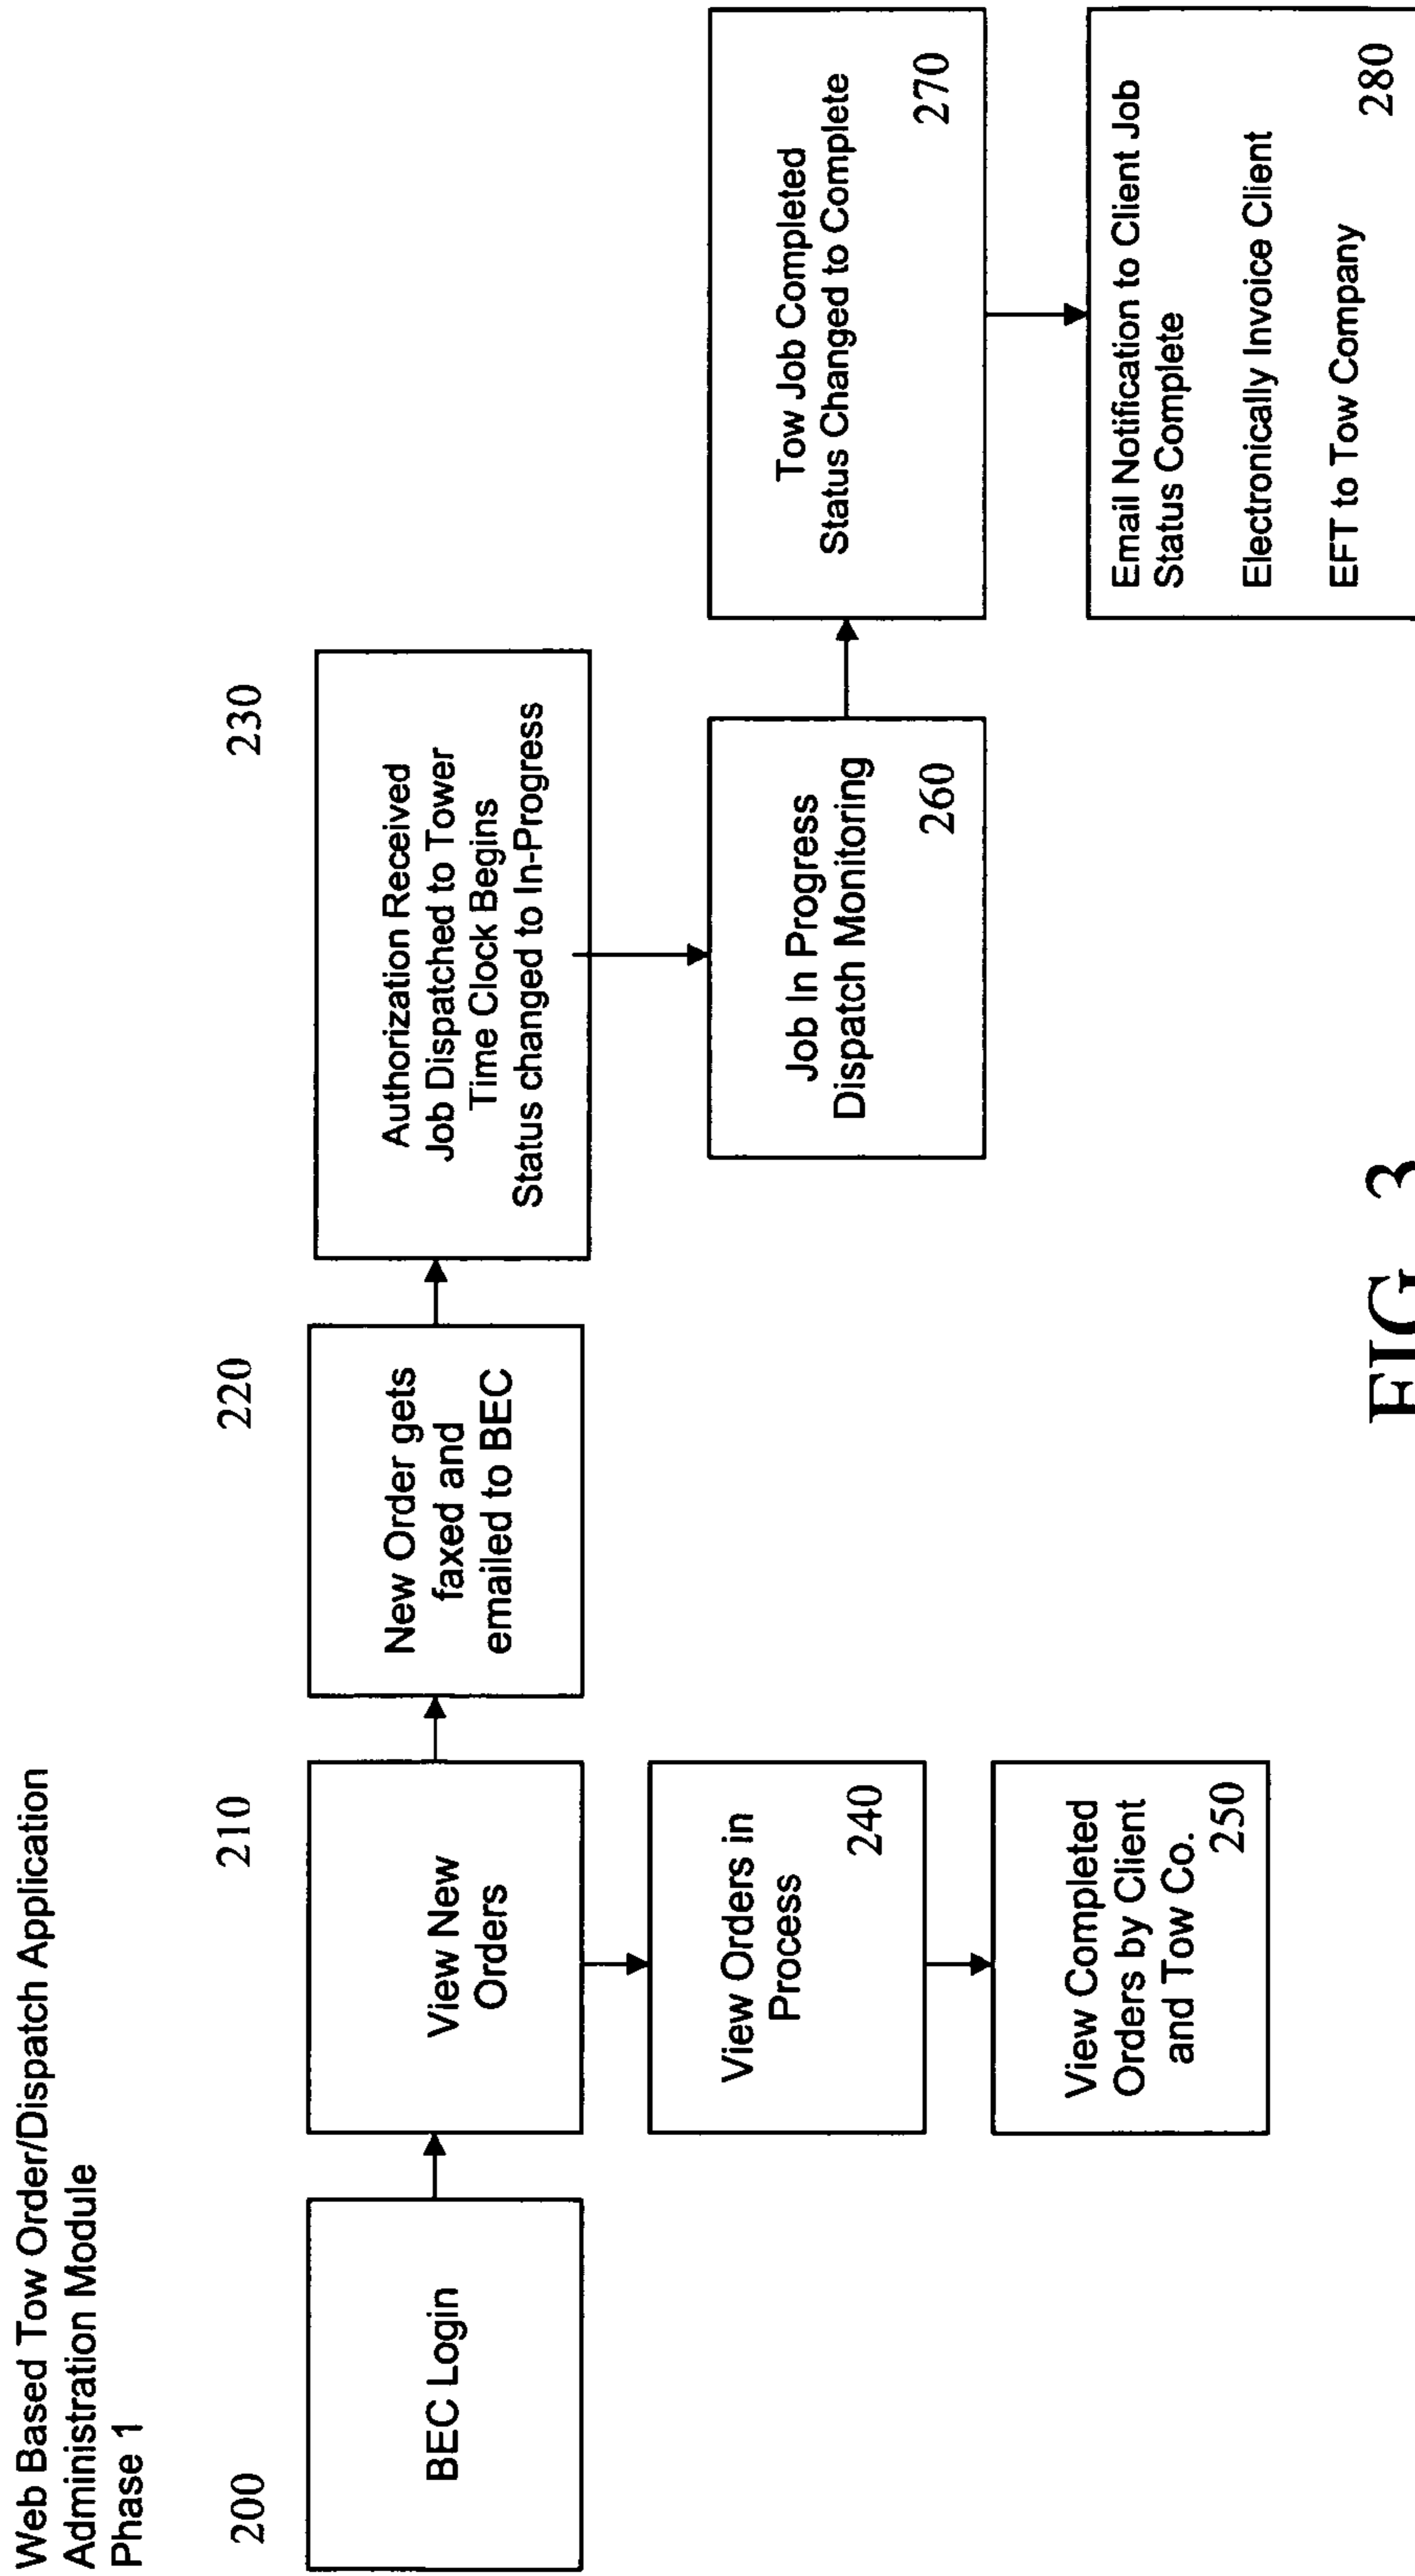 Web Based Tow Order/Dispatch Application
Administration Module
Phase 1
200
BEC Login
210
View New
Orders
220
New Order gets
faxed and
emailed to BEC
230
Authorization Received
Job Dispatched to Tower
Time Clock Begins
Status changed to In-Progress
View Orders in
Process
240
View Completed
Orders by Client
and Tow Co.
250
Job In Progress
Dispatch Monitoring
260
Tow Job Completed
Status Changed to Complete
270
Email Notification to Client Job
Status Complete
Electronically Invoice Client
EFT to Tow Company
280
FIG. 3